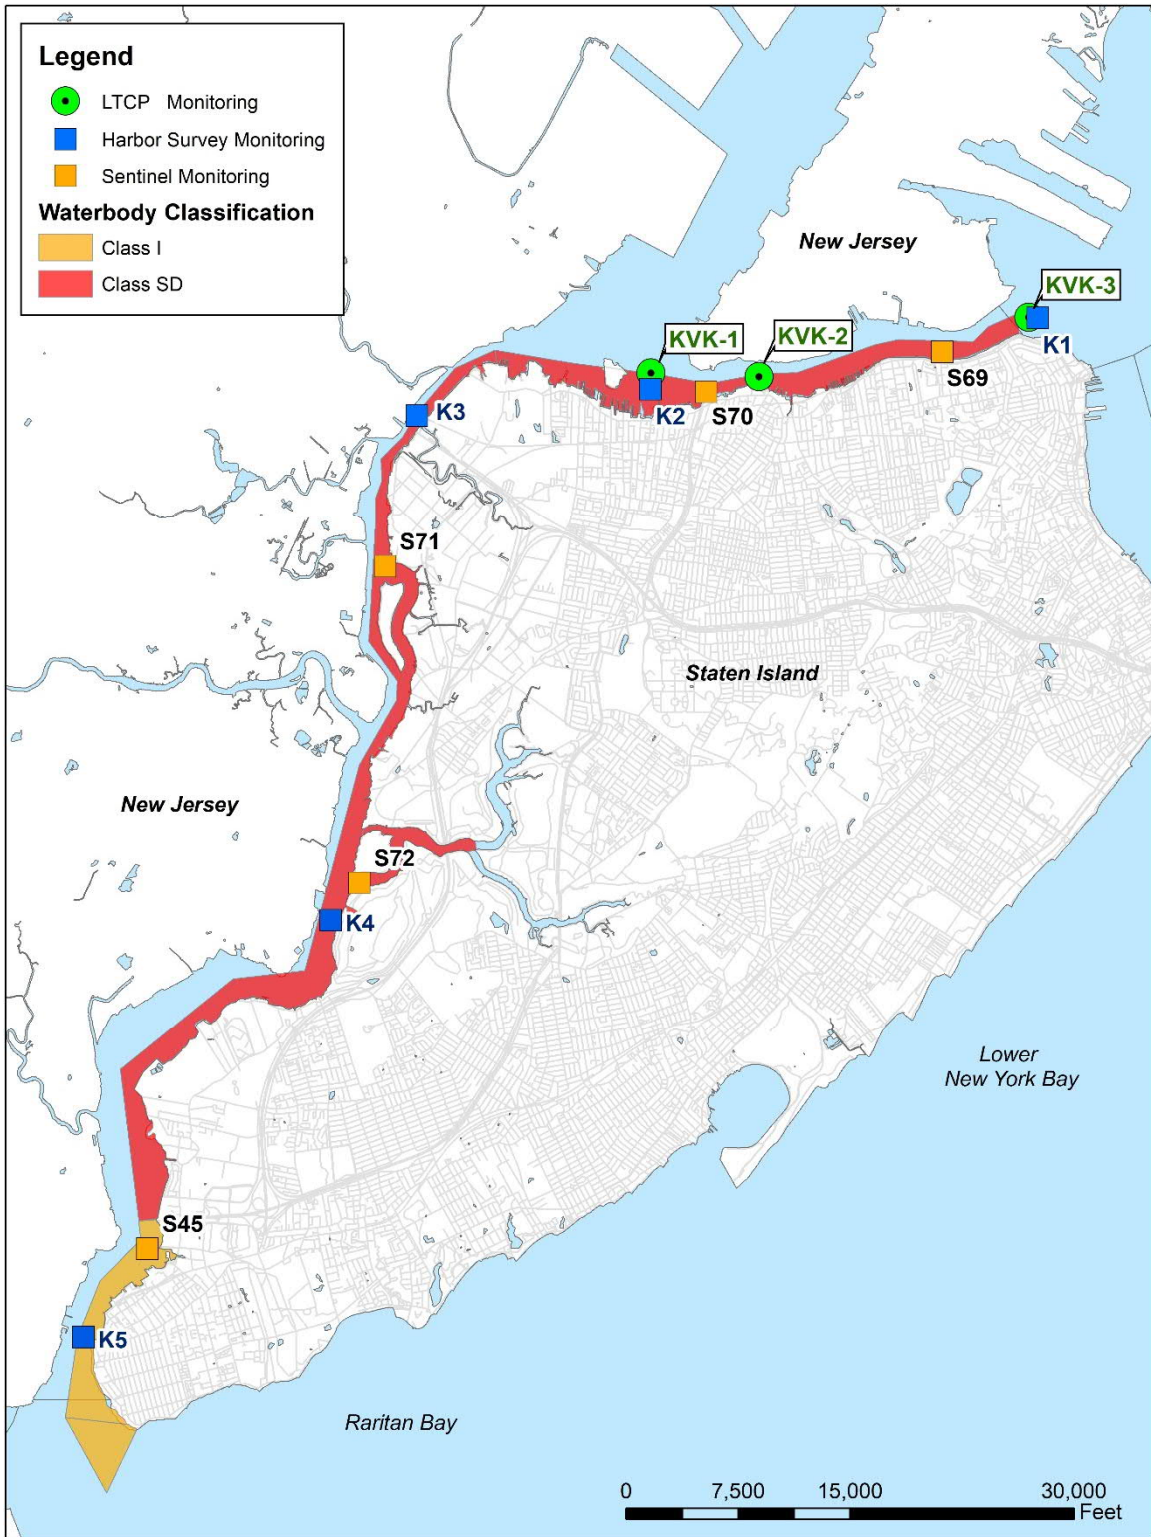 Legend
LTCP Monitoring
Harbor Survey Monitoring
Sentinel Monitoring
Waterbody Classification
Class I
Class SD
New Jersey
KVK-3
K1
KVK-1
KVK-2
S69
K2
S70
K3
S71
Staten Island
New Jersey
S72
K4
Lower
New York Bay
S45
K5
Raritan Bay
0 7,500 15,000 30,000
Feet